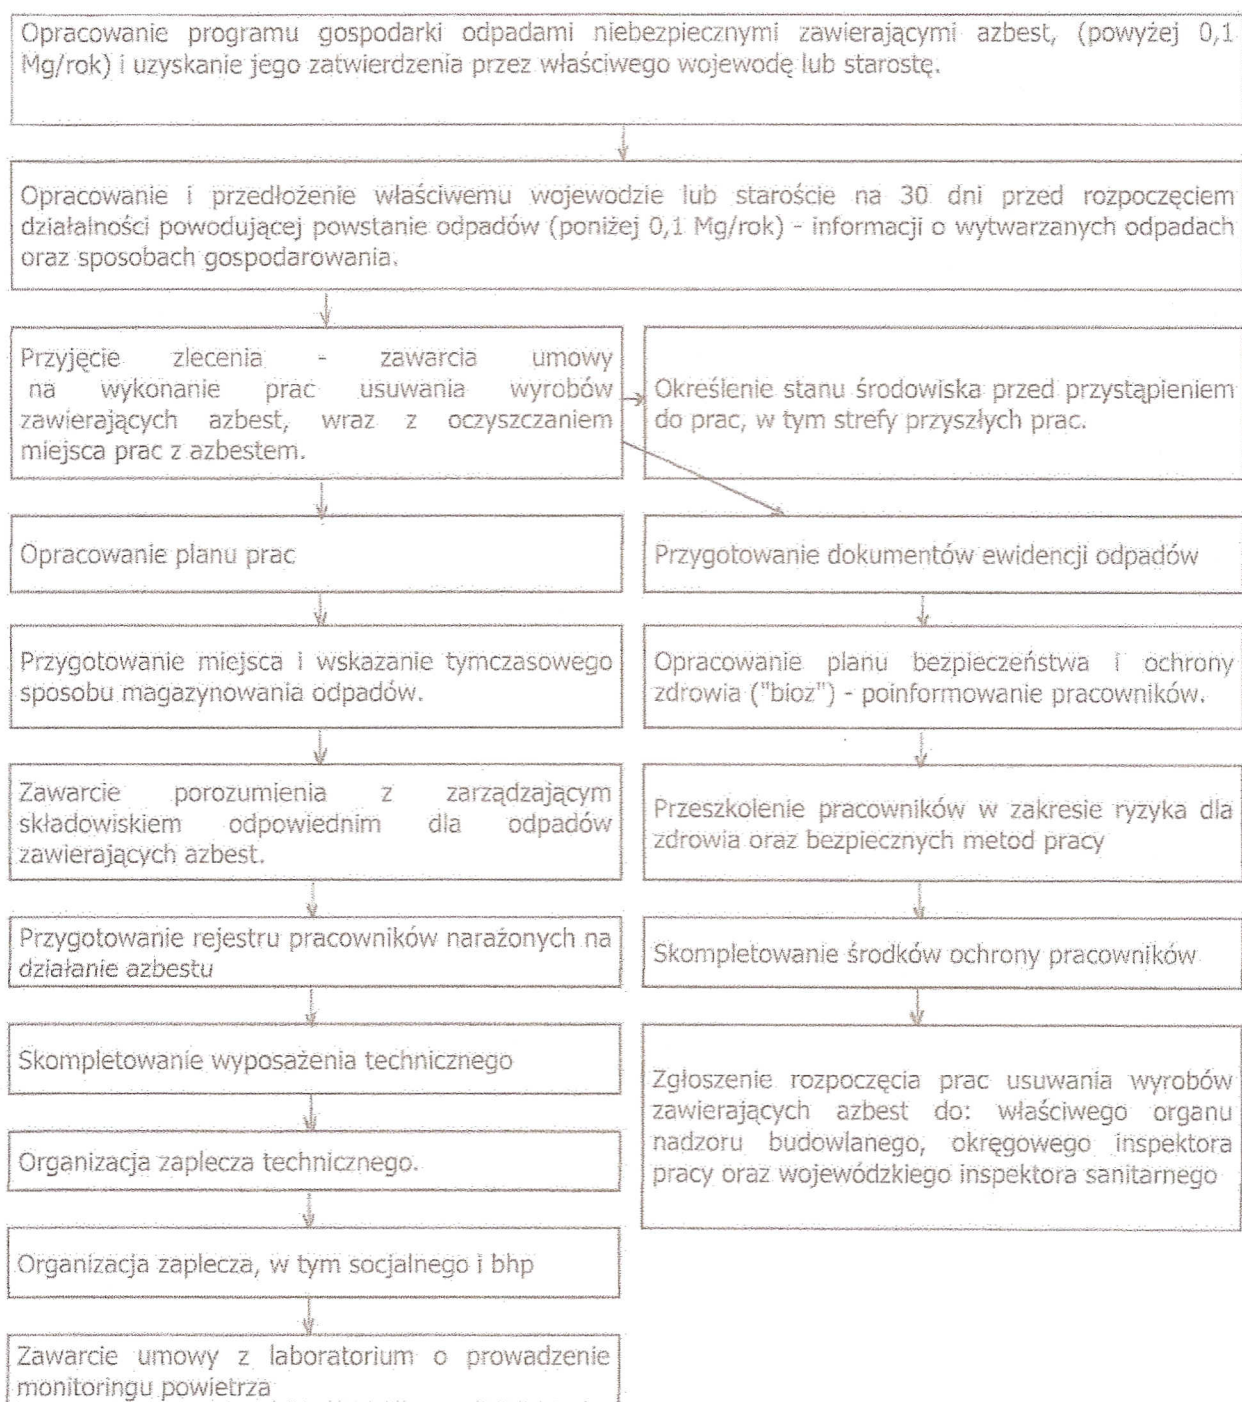 Opracowanie programu gospodarki odpadami niebezpiecznymi zawierającymi azbest, (powyżej 0,1
Mg/rok) i uzyskanie jego zatwierdzenia przez właściwego wojewodę lub starostę.
Opracowanie i przedłożenie właściwemu wojewodzie lub staroście na 30 dni przed rozpoczęciem
działalności powodującej powstanie odpadów (poniżej 0,1 Mg/rok) - informacji o wytwarzanych odpadach
oraz sposobach gospodarowania.
Przyjęcie zlecenia - zawarcia umowy
na wykonanie prac usuwania wyrobów
zawierających azbest, wraz z oczyszczaniem
miejsca prac z azbestem.
Określenie stanu środowiska przed przystąpieniem
do prac, w tym strefy przyszłych prac.
Opracowanie planu prac
Przygotowanie dokumentów ewidencji odpadów
Przygotowanie miejsca i wskazanie tymczasowego
sposobu magazynowania odpadów.
Opracowanie planu bezpieczeństwa i ochrony
zdrowia ("bioz") - poinformowanie pracowników.
Zawarcie porozumienia z zarządzającym
składowiskiem odpowiednim dla odpadów
zawierających azbest.
Przeszkolenie pracowników w zakresie ryzyka dla
zdrowia oraz bezpiecznych metod pracy
Przygotowanie rejestru pracowników narażonych na
działanie azbestu
Skompletowanie środków ochrony pracowników
Skompletowanie wyposażenia technicznego
Zgłoszenie rozpoczęcia prac usuwania wyrobów
zawierających azbest do: właściwego organu
nadzoru budowlanego, okręgowego inspektora
pracy oraz wojewódzkiego inspektora sanitarnego
Organizacja zaplecza technicznego.
Organizacja zaplecza, w tym socjalnego i bhp
Zawarcie umowy z laboratorium o prowadzenie
monitoringu powietrza